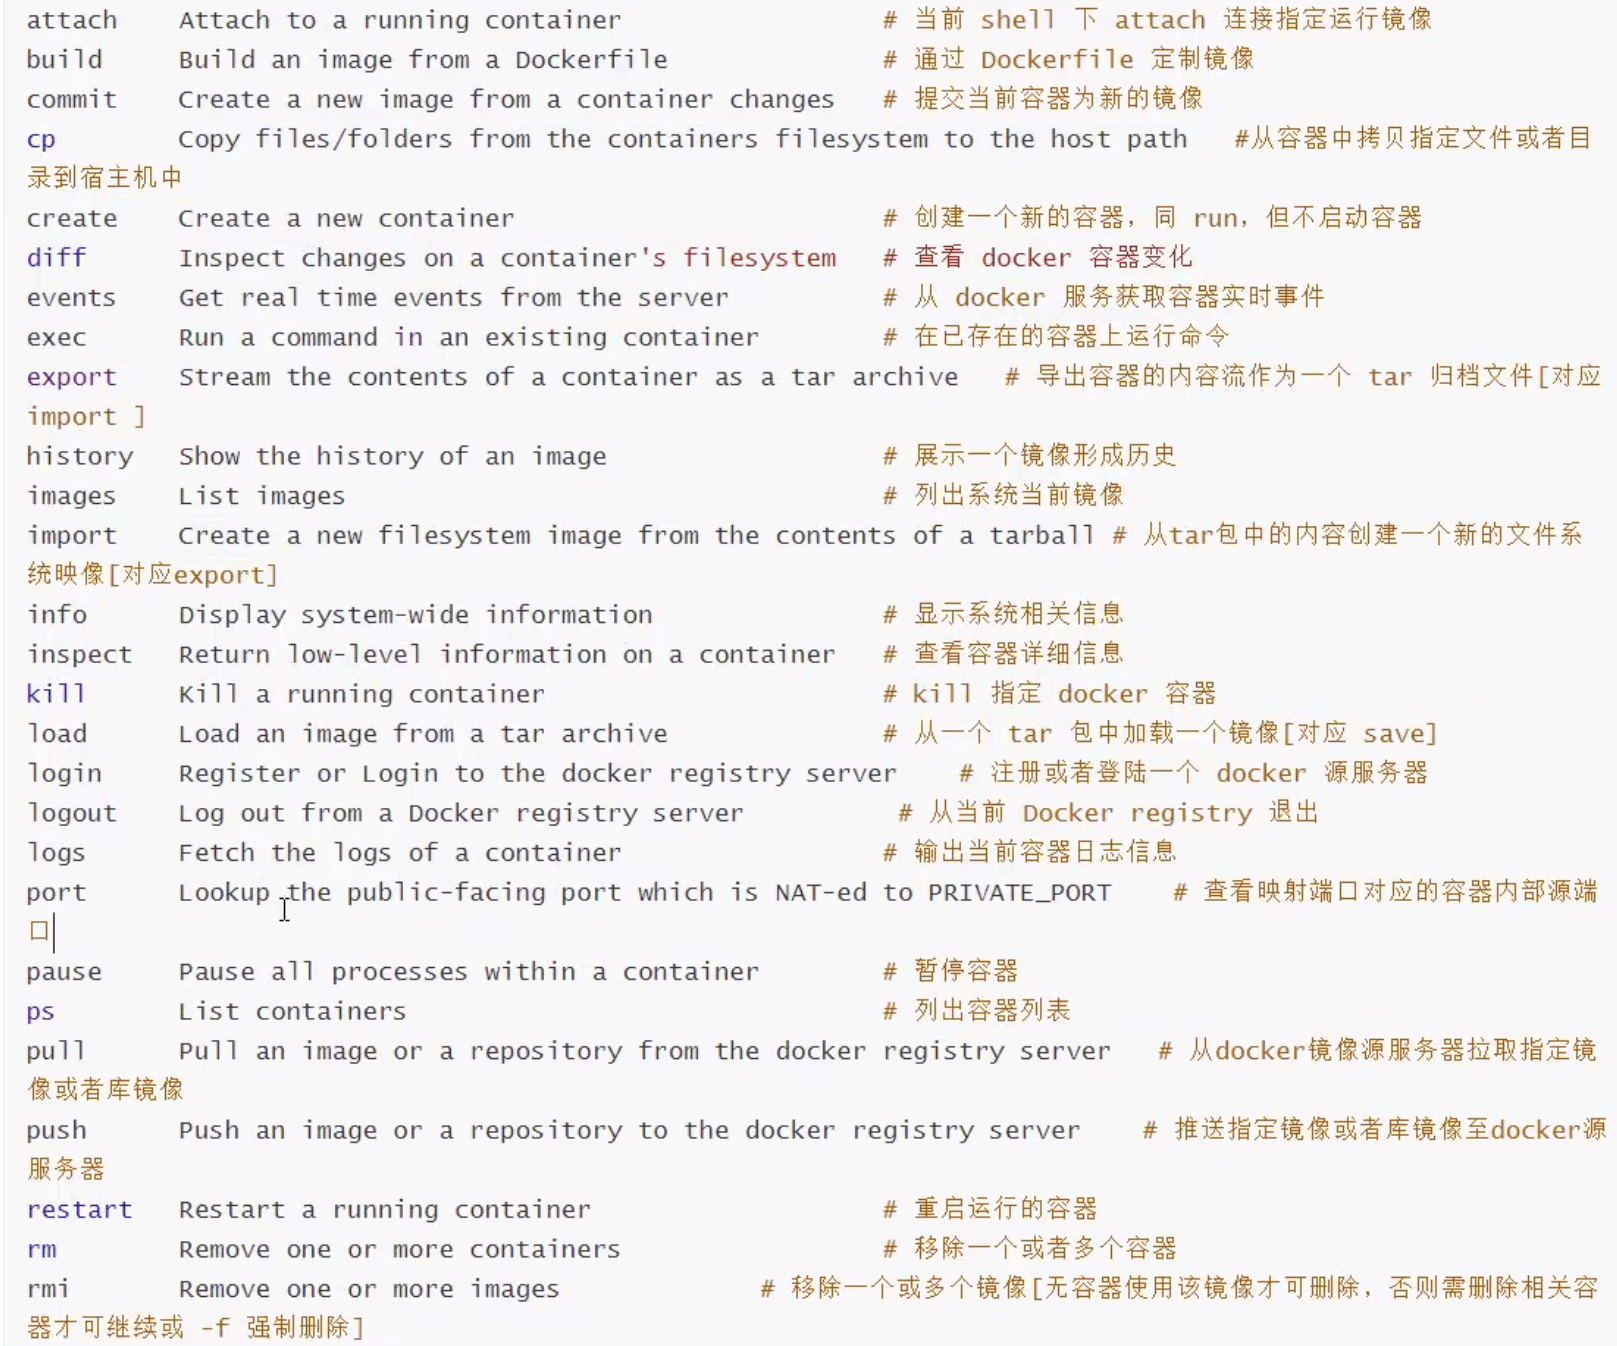 attach    Attach to a running container                 # 当前 shell 下 attach 连接指定运行镜像
build     Build an image from a Dockerfile              # 通过 Dockerfile 定制镜像
commit    Create a new image from a container changes   # 提交当前容器为新的镜像
cp        Copy files/folders from the containers filesystem to the host path   #从容器中拷贝指定文件或者目
录到宿主机中
create    Create a new container                        # 创建一个新的容器，同 run，但不启动容器
diff      Inspect changes on a container's filesystem   # 查看 docker 容器变化
events    Get real time events from the server          # 从 docker 服务获取容器实时事件
exec      Run a command in an existing container        # 在已存在的容器上运行命令
export    Stream the contents of a container as a tar archive   # 导出容器的内容流作为一个 tar 归档文件[对应
import ]
history   Show the history of an image                  # 展示一个镜像形成历史
images    List images                                   # 列出系统当前镜像
import    Create a new filesystem image from the contents of a tarball # 从tar包中的内容创建一个新的文件系
统映像[对应export]
info      Display system-wide information               # 显示系统相关信息
inspect   Return low-level information on a container   # 查看容器详细信息
kill      Kill a running container                      # kill 指定 docker 容器
load      Load an image from a tar archive              # 从一个 tar 包中加载一个镜像[对应 save]
login     Register or Login to the docker registry server    # 注册或者登陆一个 docker 源服务器
logout    Log out from a Docker registry server          # 从当前 Docker registry 退出
logs      Fetch the logs of a container                 # 输出当前容器日志信息
port      Lookup the public-facing port which is NAT-ed to PRIVATE_PORT    # 查看映射端口对应的容器内部源端
口
pause     Pause all processes within a container        # 暂停容器
ps        List containers                               # 列出容器列表
pull      Pull an image or a repository from the docker registry server   # 从docker镜像源服务器拉取指定镜
像或者库镜像
push      Push an image or a repository to the docker registry server    # 推送指定镜像或者库镜像至docker源
服务器
restart   Restart a running container                   # 重启运行的容器
rm        Remove one or more containers                 # 移除一个或者多个容器
rmi       Remove one or more images             # 移除一个或多个镜像[无容器使用该镜像才可删除，否则需删除相关容
器才可继续或 -f 强制删除]